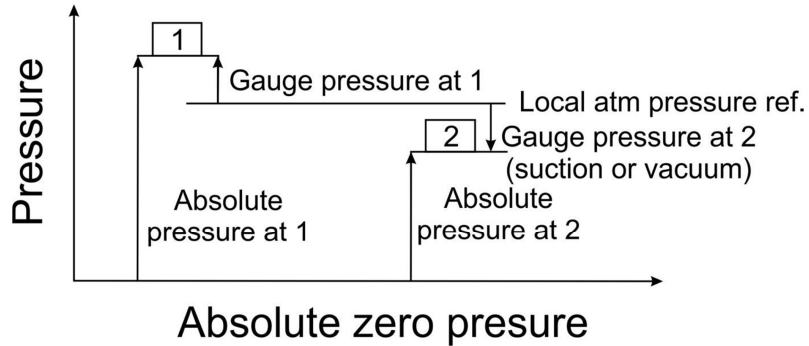 Pressure
1
Gauge pressure at 1
Local atm pressure ref.
2
Gauge pressure at 2
(suction or vacuum)
Absolute
pressure at 1
Absolute
pressure at 2
Absolute zero presure